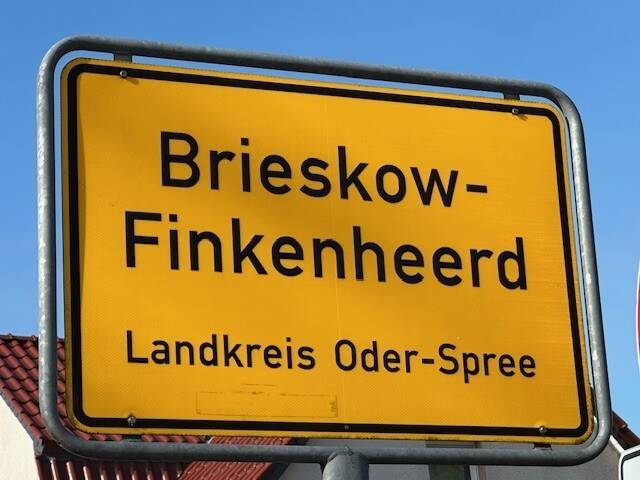 Brieskow-
Finkenheerd
Landkreis Oder-Spree